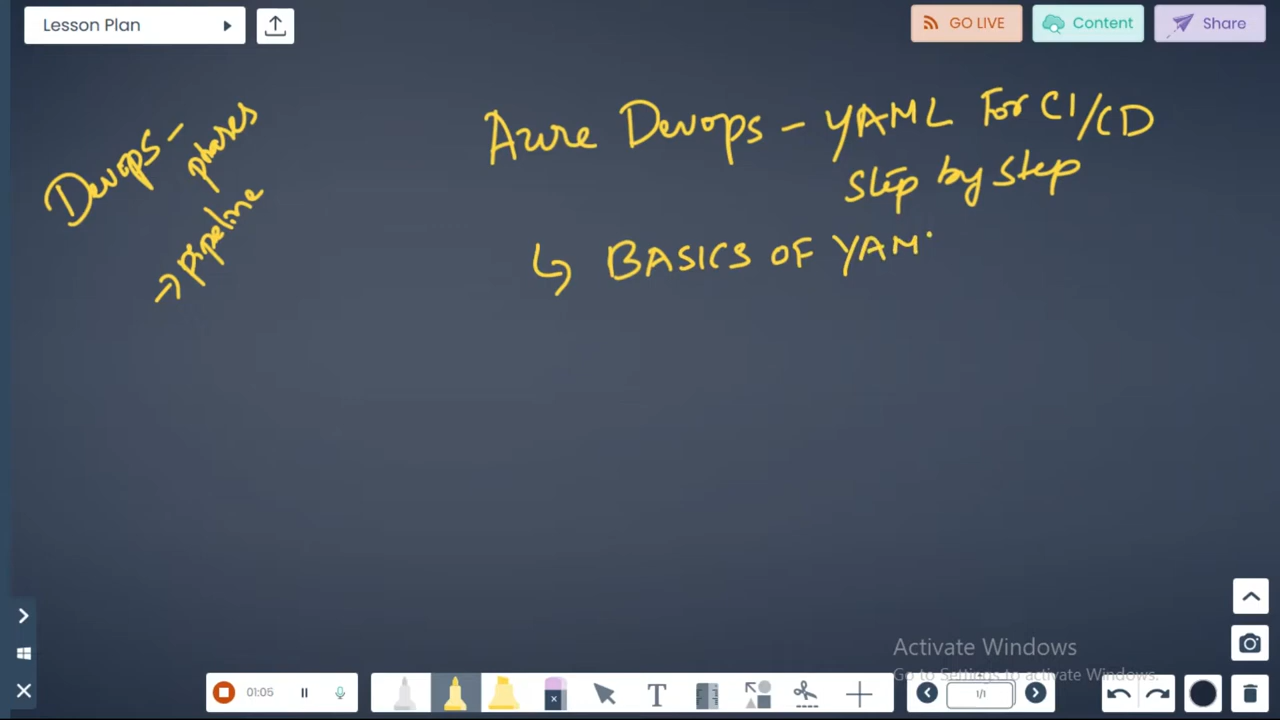 Lesson Plan
GO LIVE
Content
Share
Devops -
phases
→ pipeline
Azure Devops - YAML For CI/CD
Step by step
↳ BASICS OF YAM
Activate Windows
Go to Settings to activate Windows.
01:05
T
1/1